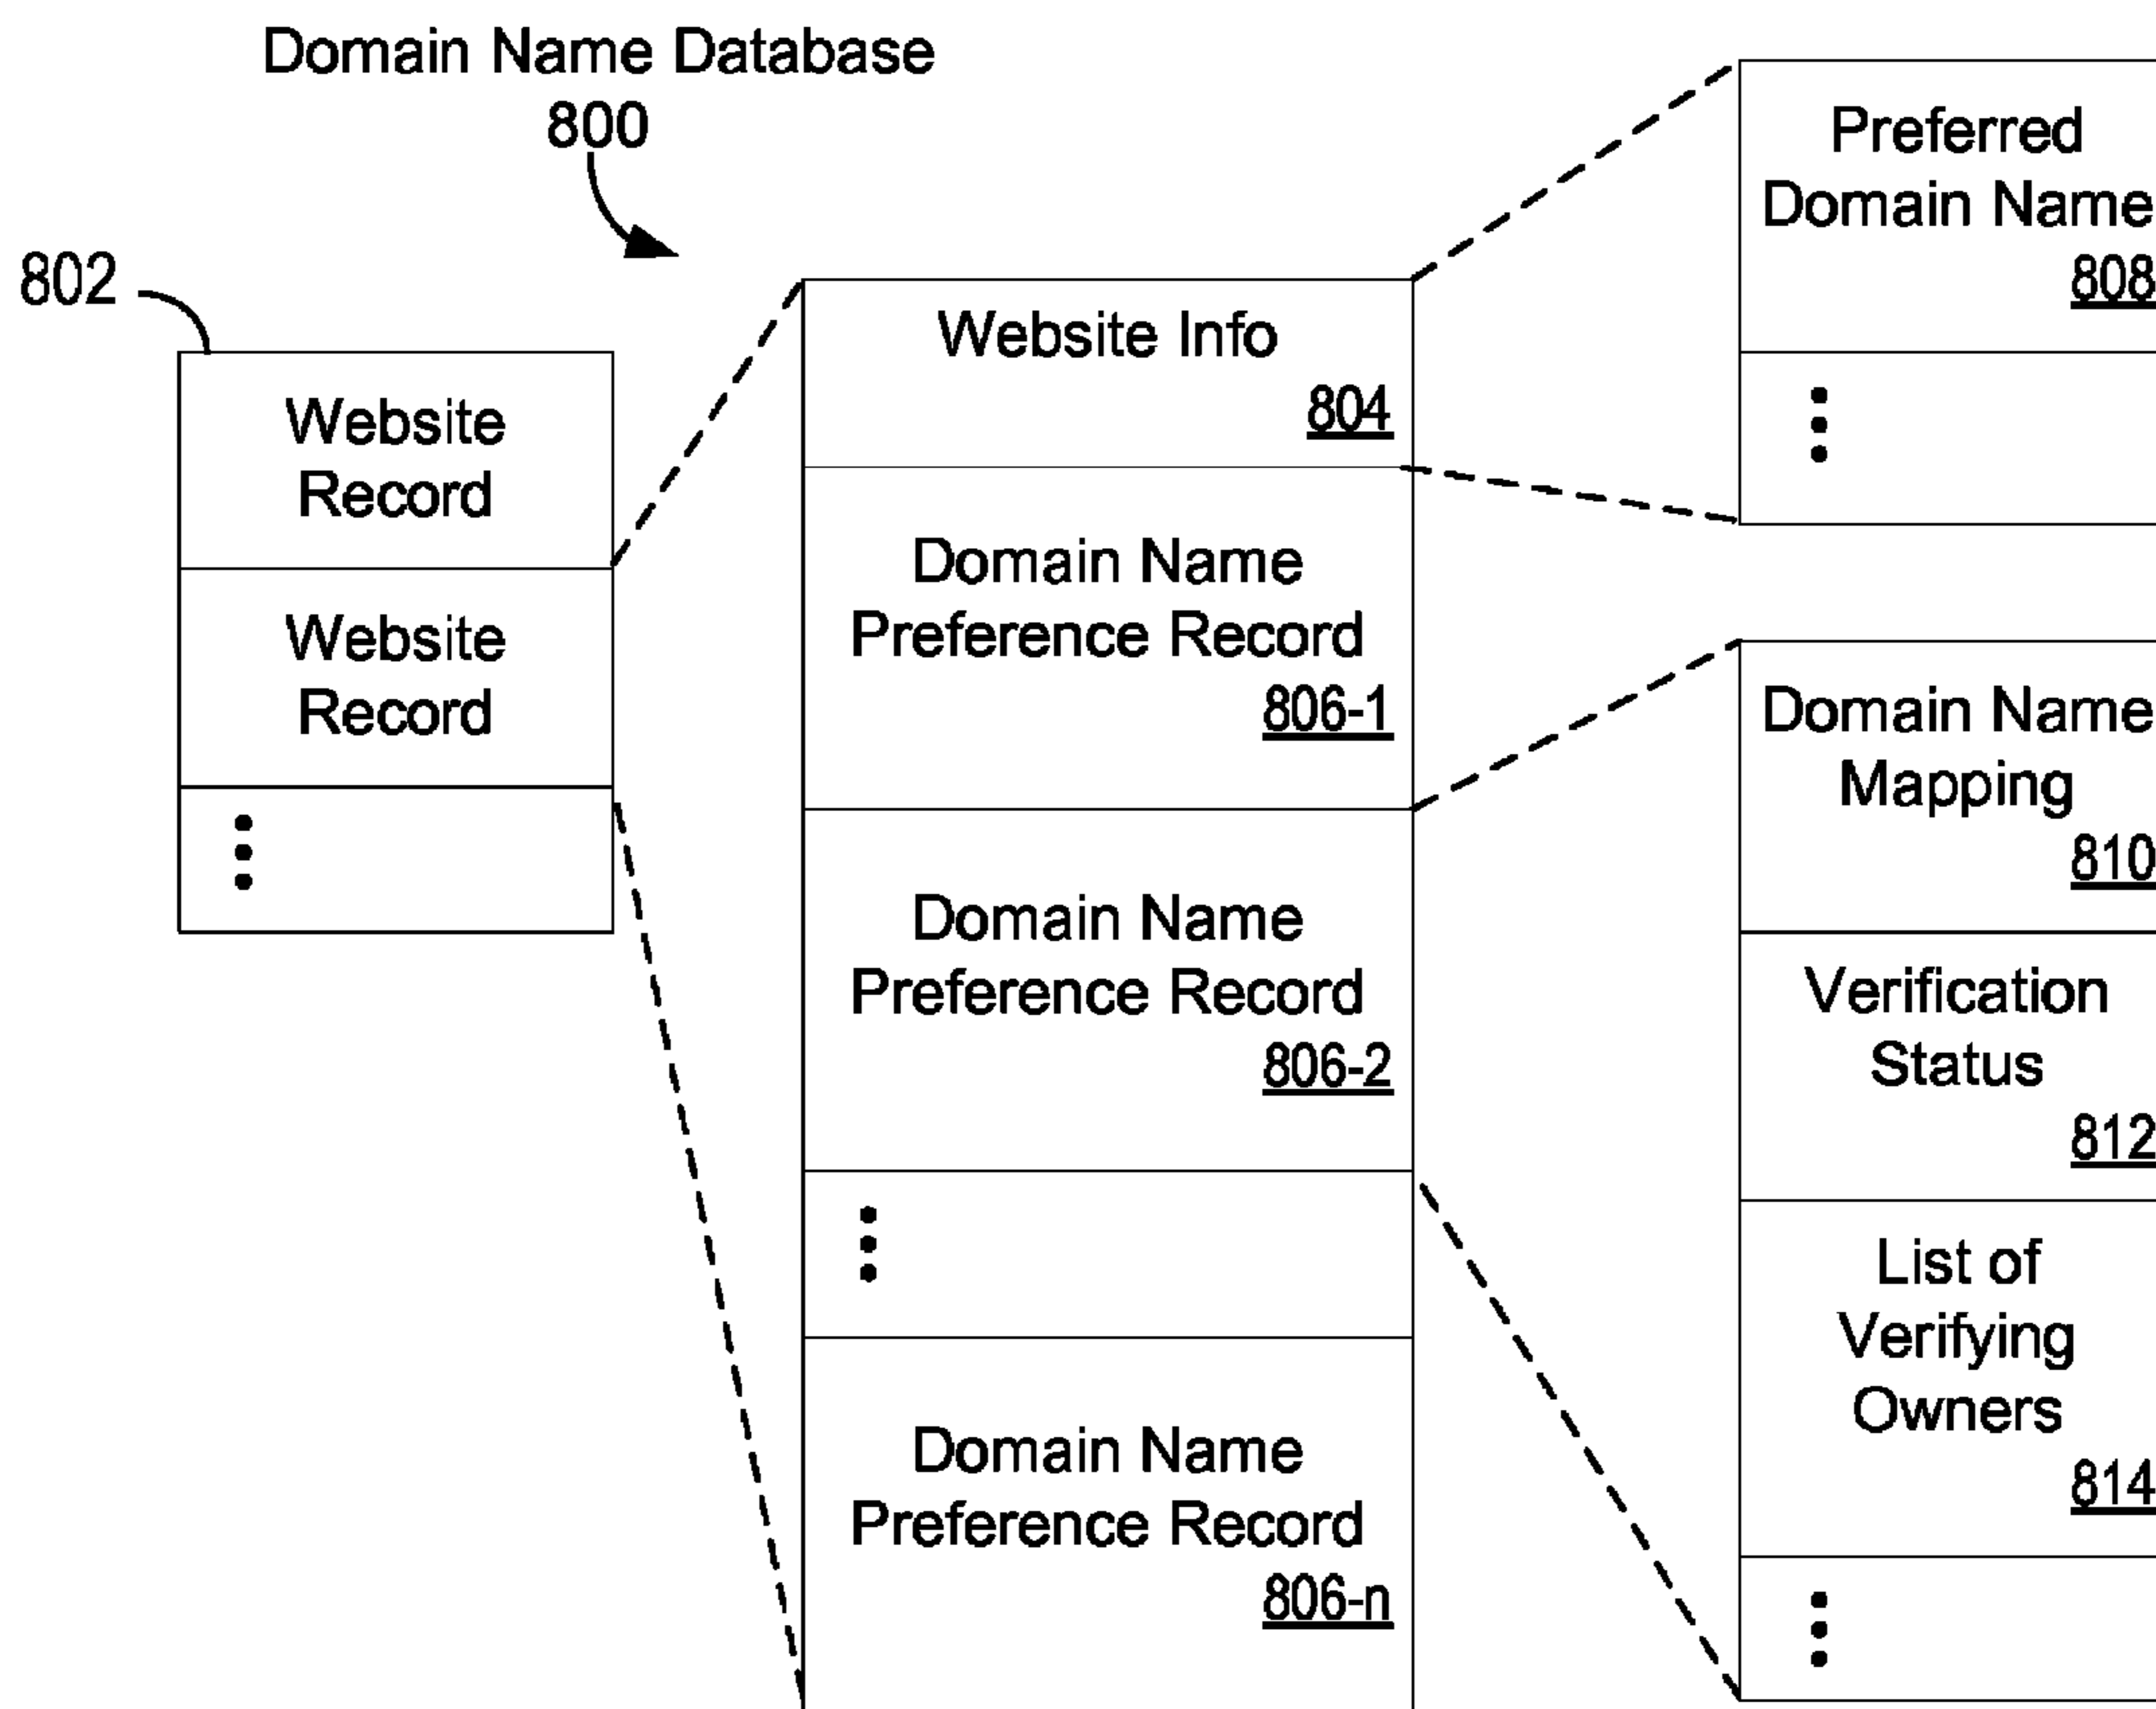 Domain Name Database
800
802
Website
Record
Website
Record
Website Info
804
Domain Name
Preference Record
806-1
Domain Name
Preference Record
806-2
Domain Name
Preference Record
806-n
Preferred
Domain Name
808
Domain Name
Mapping
810
Verification
Status
812
List of
Verifying
Owners
814